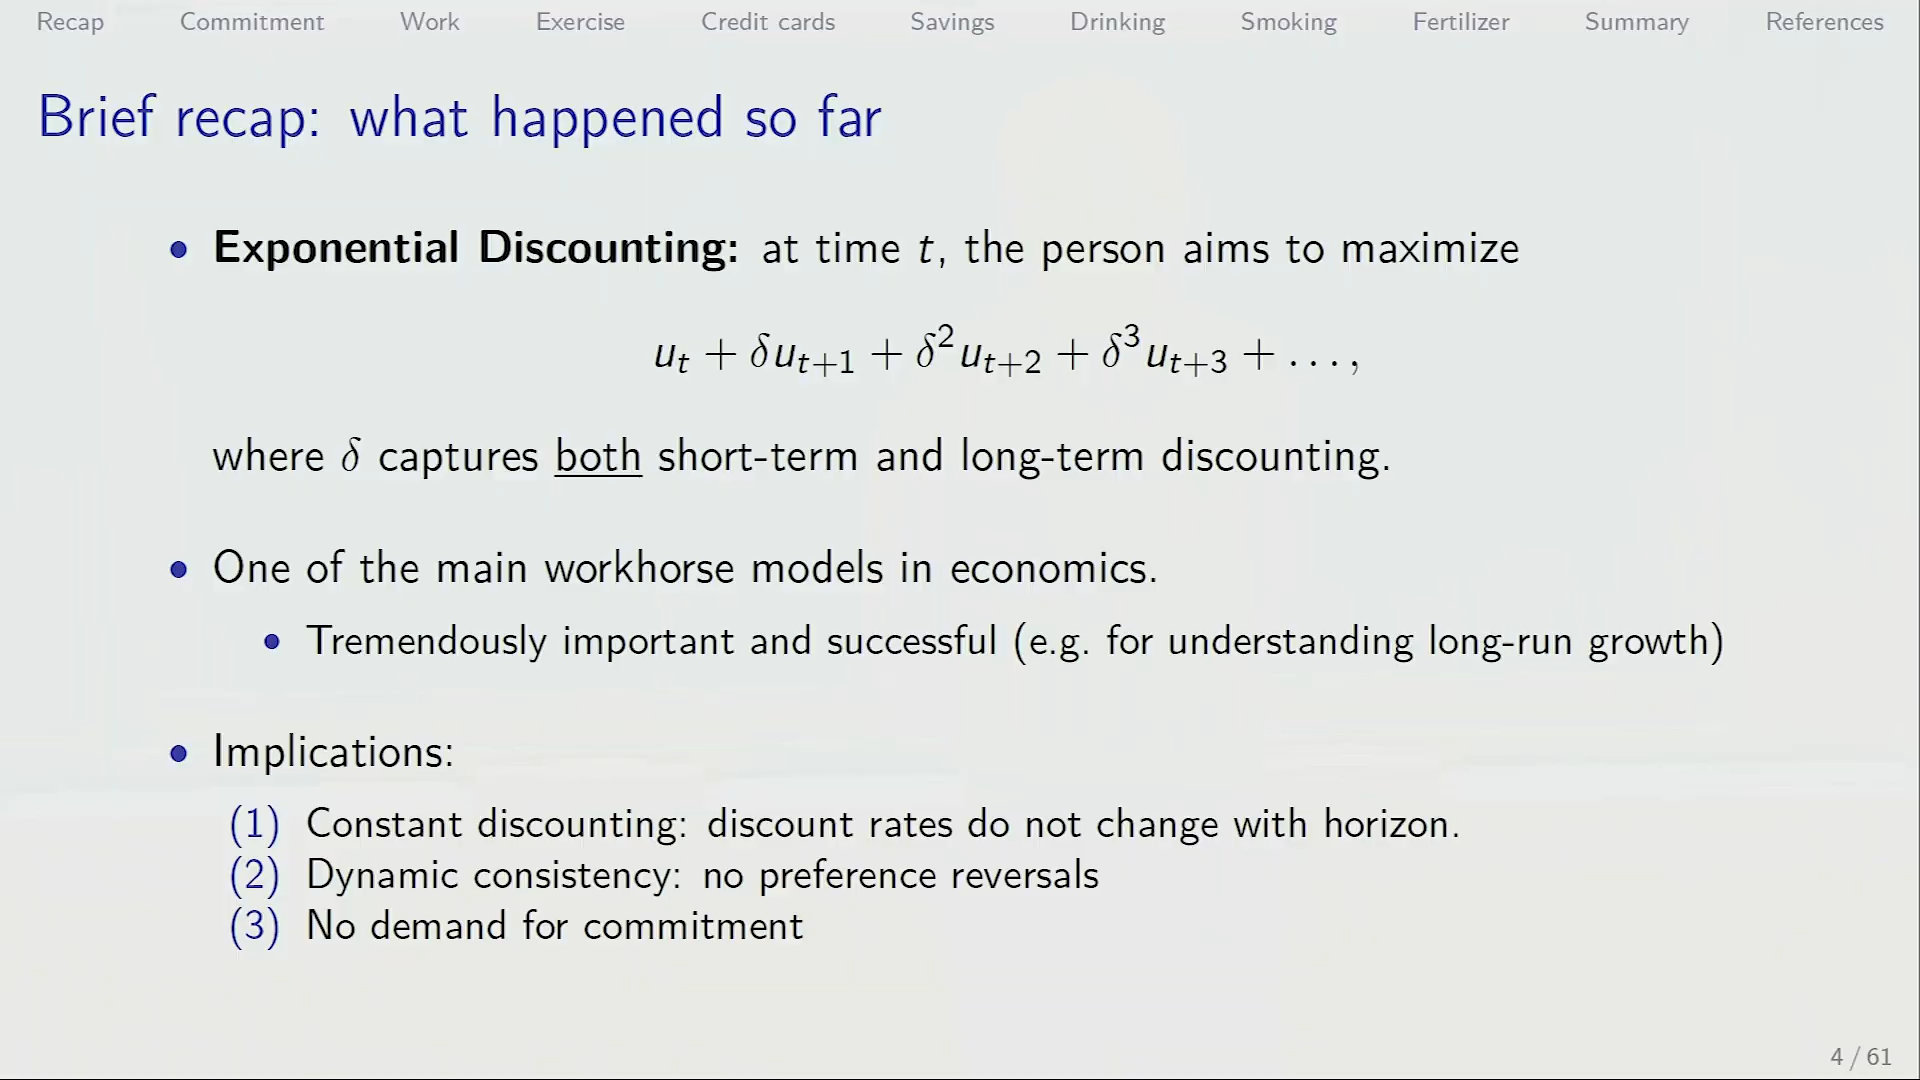 Recap Commitment Work Exercise Credit cards Savings Drinking Smoking Fertilizer Summary References
Brief recap: what happened so far
• Exponential Discounting: at time t, the person aims to maximize
u_t + δu_{t+1} + δ²u_{t+2} + δ³u_{t+3} + ...,
where δ captures both short-term and long-term discounting.
• One of the main workhorse models in economics.
• Tremendously important and successful (e.g. for understanding long-run growth)
• Implications:
(1) Constant discounting: discount rates do not change with horizon.
(2) Dynamic consistency: no preference reversals
(3) No demand for commitment
4 / 61